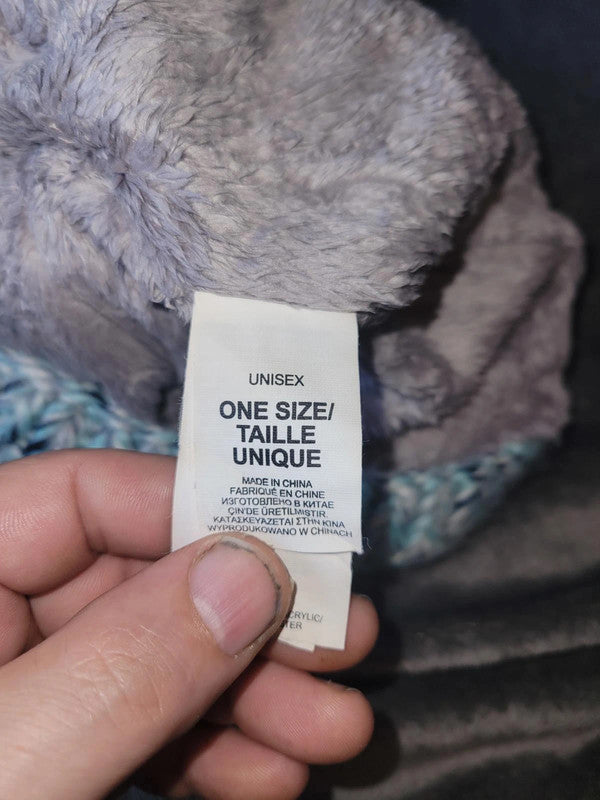 UNISEX
ONE SIZE/
TAILLE
UNIQUE
MADE IN CHINA
FABRIQUÉ EN CHINE
ИЗГОТОВЛЕНО В КИТАЕ
ÇIN'DE ÜRETILMISTIR.
ΚΑΤΑΣΚΕΥΑΖΕΤΑΙ ΣΤΗΝ ΚΙΝΑ
WYPRODUKOWANO W CHINACH